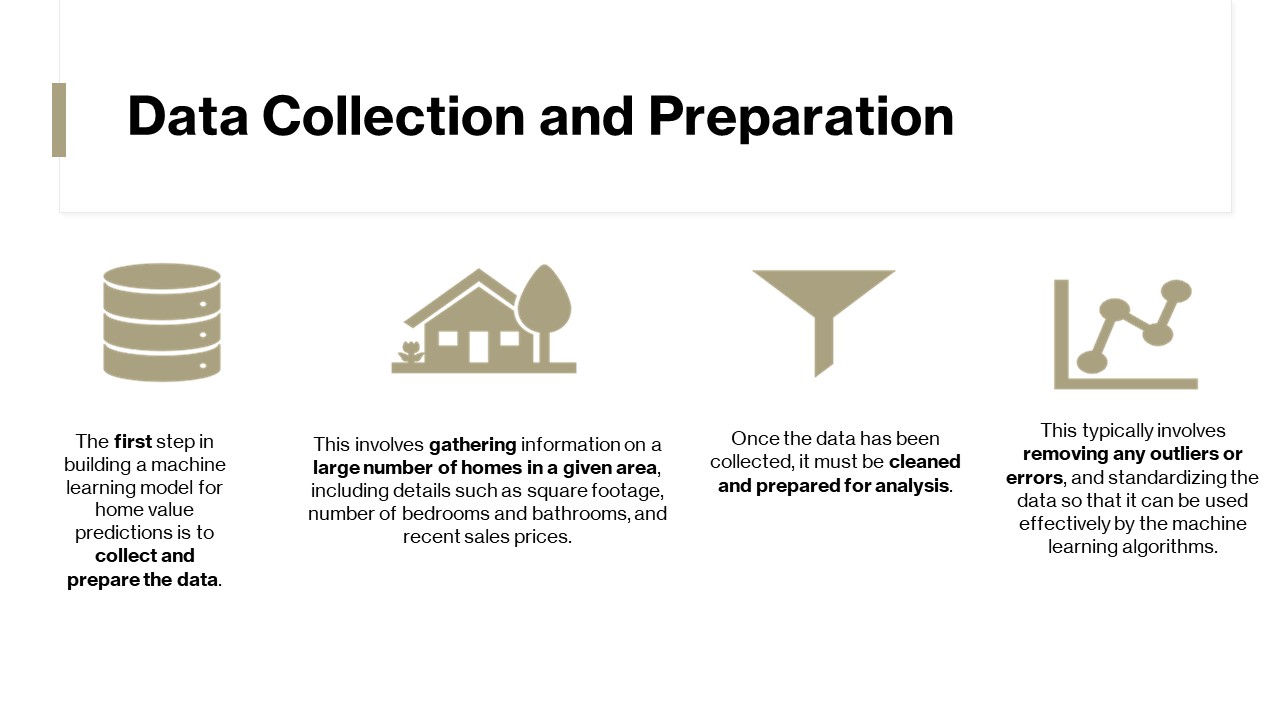 Data Collection and Preparation
The first step in
building a machine
learning model for
home value
predictions is to
collect and
prepare the data.
This involves gathering information on a
large number of homes in a given area,
including details such as square footage,
number of bedrooms and bathrooms, and
recent sales prices.
Once the data has been
collected, it must be cleaned
and prepared for analysis.
This typically involves
removing any outliers or
errors, and standardizing the
data so that it can be used
effectively by the machine
learning algorithms.